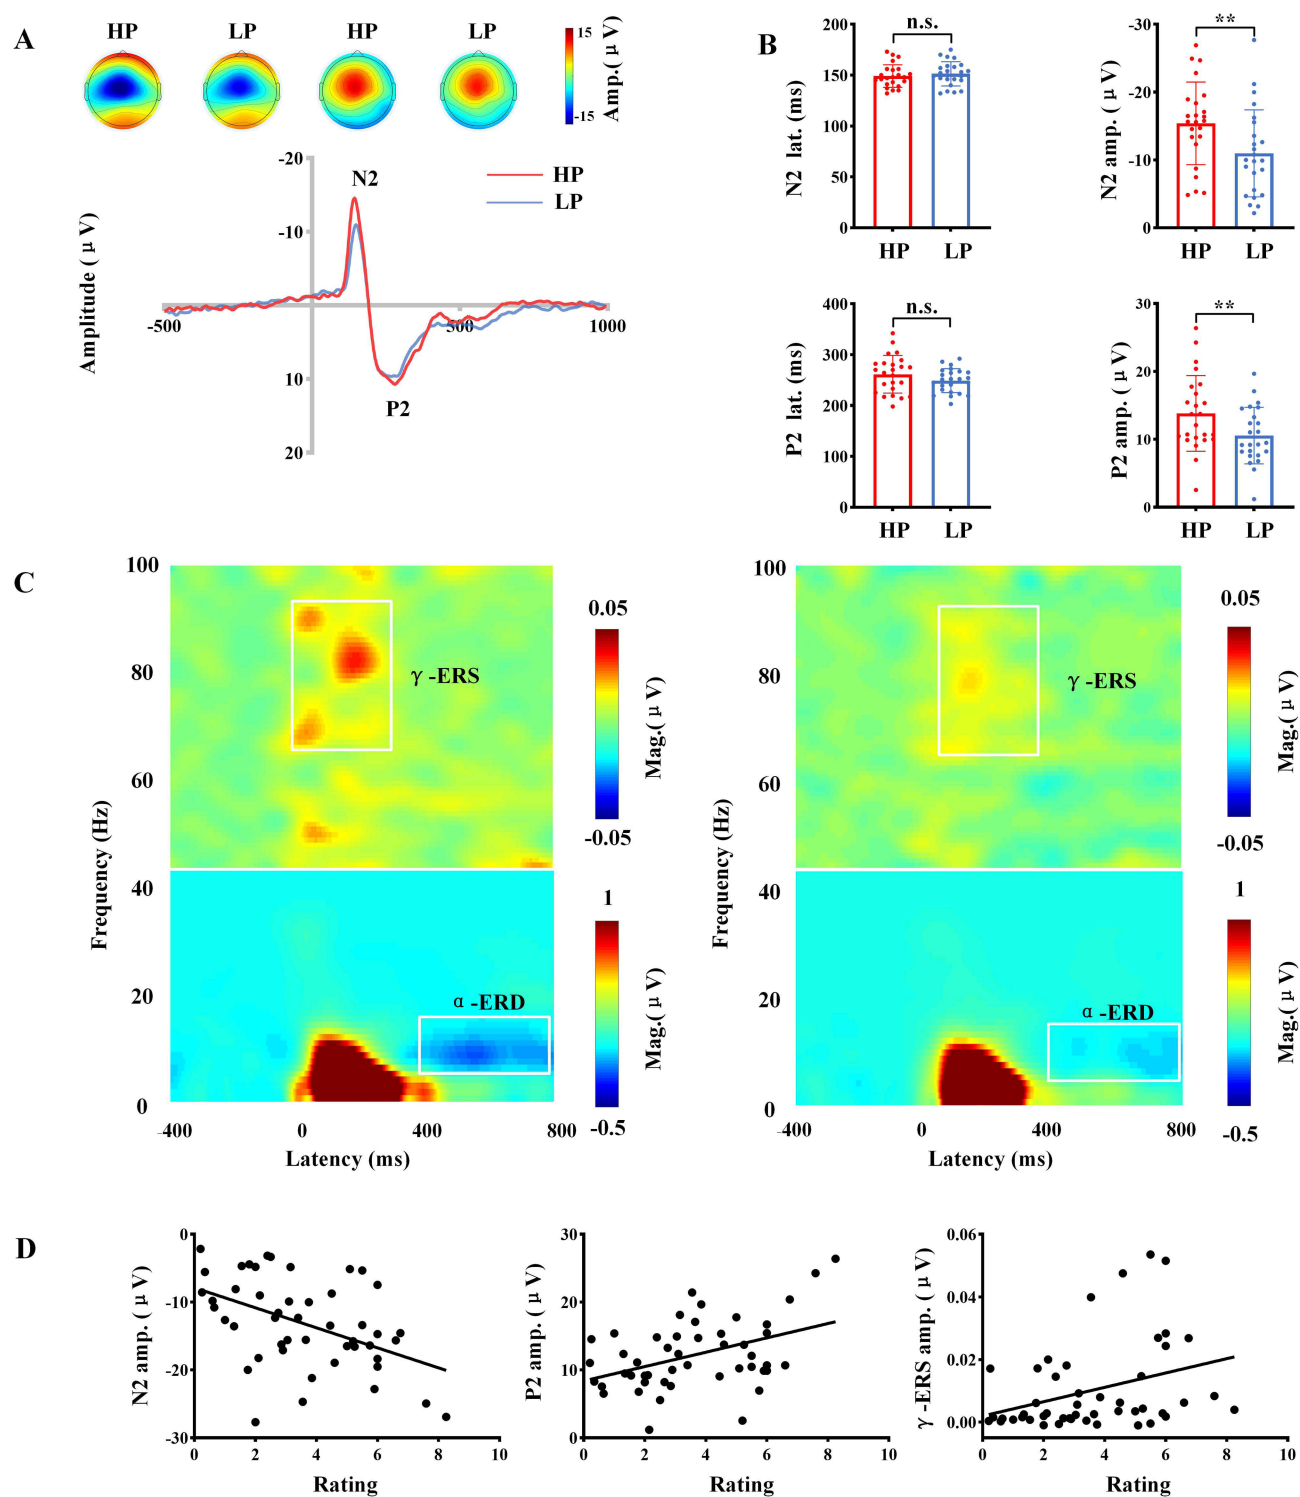 A
HP LP HP LP
15
-15
Amp.( μ V)
-20
-10
10
20
-500 500 1000
Amplitude ( μ V)
N2
P2
HP
LP
B
200
150
100
50
0
N2 lat. (ms)
n.s.
HP LP
-30
-20
-10
0
N2 amp. ( μ V)
**
HP LP
400
300
200
100
0
P2 lat. (ms)
n.s.
HP LP
30
20
10
0
P2 amp. ( μ V)
**
HP LP
C
100
80
60
40
20
0
Frequency (Hz)
γ -ERS
α -ERD
-400 0 400 800
Latency (ms)
0.05
-0.05
Mag.( μ V)
1
-0.5
Mag.( μ V)
100
80
60
40
20
0
Frequency (Hz)
γ -ERS
α -ERD
-400 0 400 800
Latency (ms)
0.05
-0.05
Mag.( μ V)
1
-0.5
Mag.( μ V)
D
0
-10
-20
-30
N2 amp. ( μ V)
0 2 4 6 8 10
Rating
30
20
10
0
P2 amp. ( μ V)
0 2 4 6 8 10
Rating
0.06
0.04
0.02
0.00
γ -ERS amp. ( μ V)
0 2 4 6 8 10
Rating